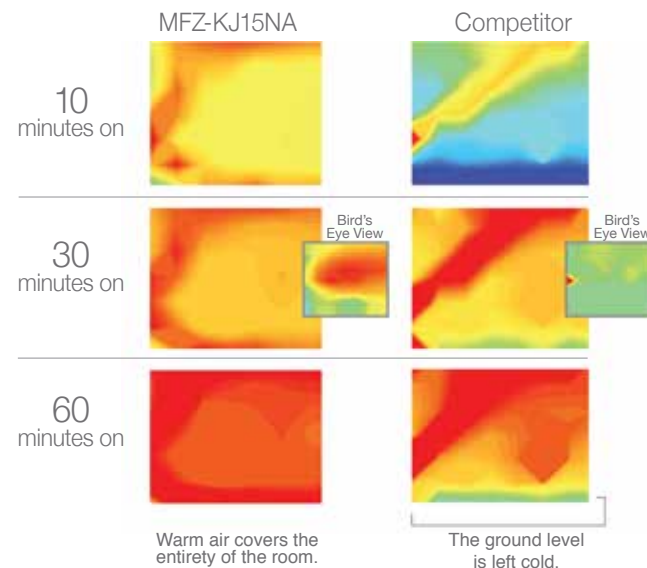 MFZ-KJ15NA
Competitor
10
minutes on
30
minutes on
Bird's
Eye View
Bird's
Eye View
60
minutes on
Warm air covers the
entirety of the room.
The ground level
is left cold.